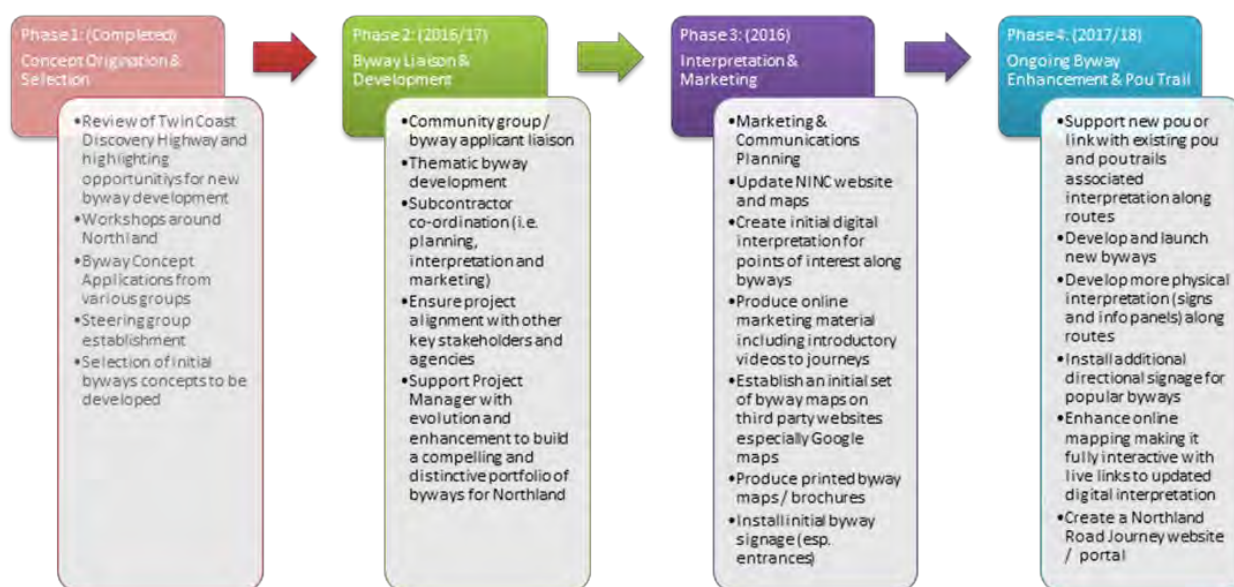 Phase 1: (Completed)
Concept Origination &
Selection
•Review of Twin Coast
Discovery Highway and
highlighting
opportunitiys for new
byway development
•Workshops around
Northland
•Byway Concept
Applications from
various groups
•Steering group
establishment
•Selection of initial
byways concepts to be
developed
Phase 2: (2016/17)
Byway Liaison &
Development
•Community group /
byway applicant liaison
•Thematic byway
development
•Subcontractor
co-ordination (i.e.
planning,
interpretation and
marketing)
•Ensure project
alignment with other
key stakeholders and
agencies
•Support Project
Manager with
evolution and
enhancement to build
a compelling and
distinctive portfolio of
byways for Northland
Phase 3: (2016)
Interpretation &
Marketing
•Marketing &
Communications
Planning
•Update NINC website
and maps
•Create initial digital
interpretation for
points of interest along
byways
•Produce online
marketing material
including introductory
videos to journeys
•Establish an initial set
of byway maps on
third party websites
especially Google
maps
•Produce printed byway
maps / brochures
•Install initial byway
signage (esp.
entrances)
Phase 4: (2017/18)
Ongoing Byway
Enhancement & Pou Trail
•Support new pou or
link with existing pou
and pou trails
associated
interpretation along
routes
•Develop and launch
new byways
•Develop more physical
interpretation (signs
and info panels) along
routes
•Install additional
directional signage for
popular byways
•Enhance online
mapping making it
fully interactive with
live links to updated
digital interpretation
•Create a Northland
Road Journey website
/ portal